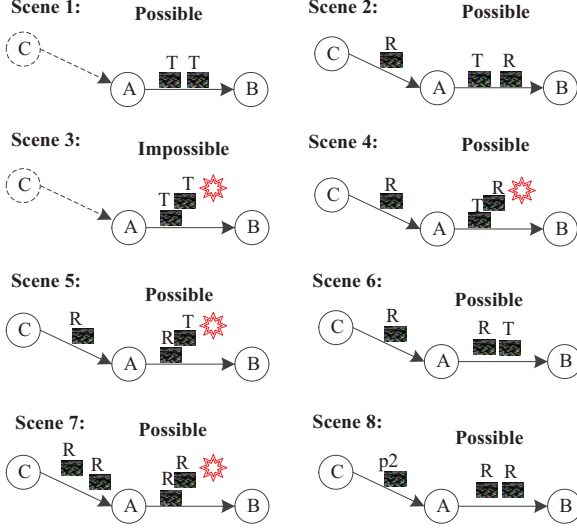 Scene 1:
Possible
C
T T
A
B
Scene 2:
Possible
C
R
T R
A
B
Scene 3:
Impossible
C
T
T
A
B
Scene 4:
Possible
C
R
R
T
A
B
Scene 5:
Possible
C
R
T
R
A
B
Scene 6:
Possible
C
R
R T
A
B
Scene 7:
Possible
C
R
R
R
R
A
B
Scene 8:
Possible
C
p2
R R
A
B